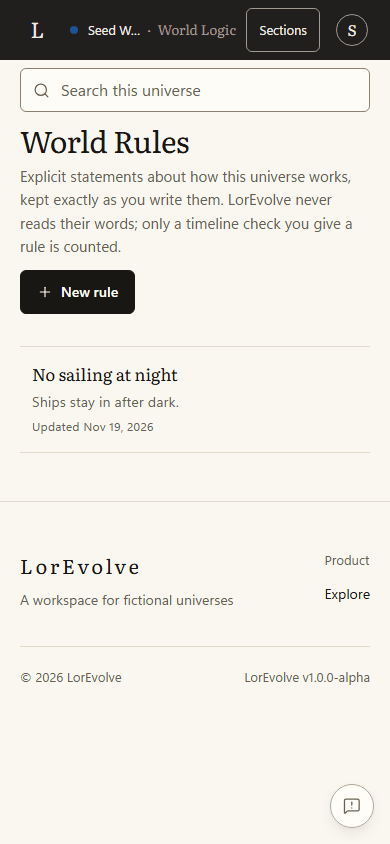 L
Seed W... · World Logic
Sections
S
Search this universe
World Rules
Explicit statements about how this universe works,
kept exactly as you write them. LorEvolve never
reads their words; only a timeline check you give a
rule is counted.
+ New rule
No sailing at night
Ships stay in after dark.
Updated Nov 19, 2026
LorEvolve
A workspace for fictional universes
Product
Explore
© 2026 LorEvolve
LorEvolve v1.0.0-alpha